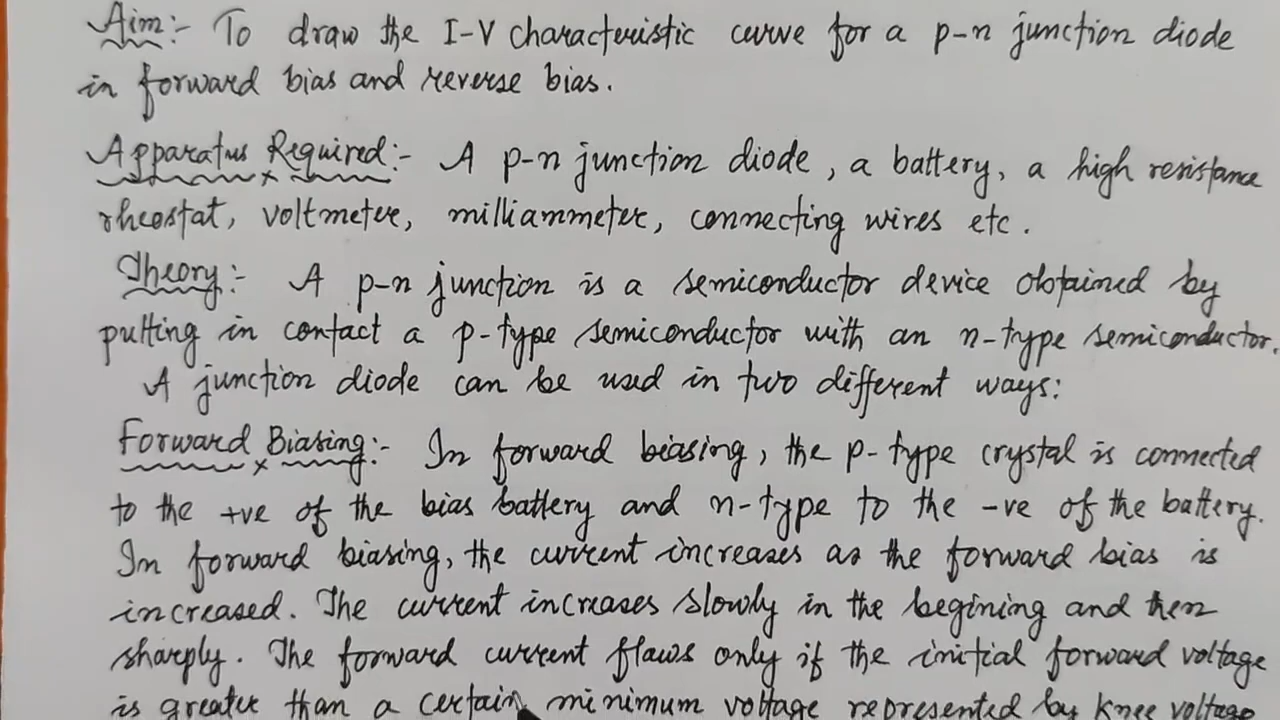 Aim:- To draw the I-V characteristic curve for a p-n junction diode
in forward bias and reverse bias.
Apparatus Required:- A p-n junction diode, a battery, a high resistance
rheostat, voltmeter, milliammeter, connecting wires etc.
Theory:- A p-n junction is a semiconductor device obtained by
putting in contact a p-type semiconductor with an n-type semiconductor.
A junction diode can be used in two different ways:
Forward Biasing:- In forward biasing, the p-type crystal is connected
to the +ve of the bias battery and n-type to the -ve of the battery.
In forward biasing, the current increases as the forward bias is
increased. The current increases slowly in the begining and then
sharply. The forward current flows only if the initial forward voltage
is greater than a certain minimum voltage represented by knee voltage